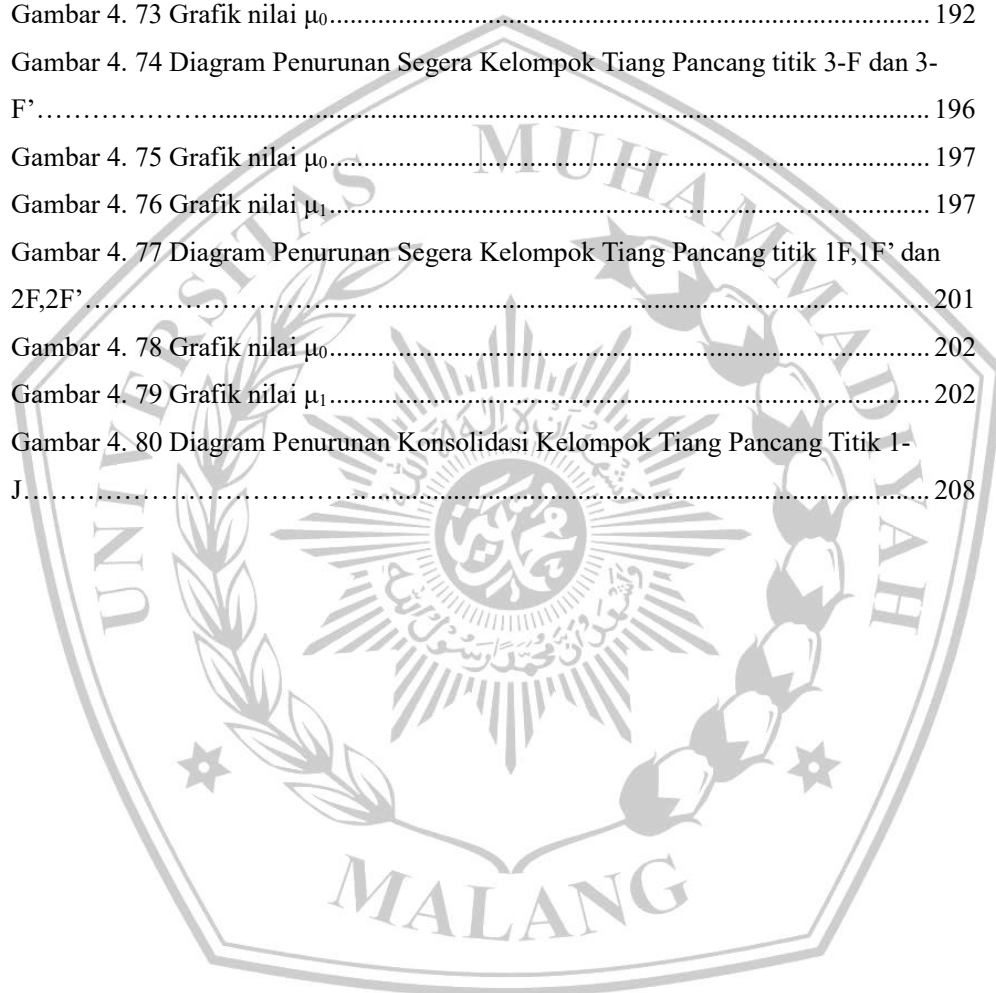 Gambar 4. 73 Grafik nilai μ₀.................................................................................... 192
Gambar 4. 74 Diagram Penurunan Segera Kelompok Tiang Pancang titik 3-F dan 3-
F’.................................................................................................................... 196
Gambar 4. 75 Grafik nilai μ₀.................................................................................... 197
Gambar 4. 76 Grafik nilai μ₁.................................................................................... 197
Gambar 4. 77 Diagram Penurunan Segera Kelompok Tiang Pancang titik 1F,1F’ dan
2F,2F’.............................................................................................................. 201
Gambar 4. 78 Grafik nilai μ₀.................................................................................... 202
Gambar 4. 79 Grafik nilai μ₁.................................................................................... 202
Gambar 4. 80 Diagram Penurunan Konsolidasi Kelompok Tiang Pancang Titik 1-
J...................................................................................................................... 208
UNIVERSITAS MUHAMMADIYAH
MALANG